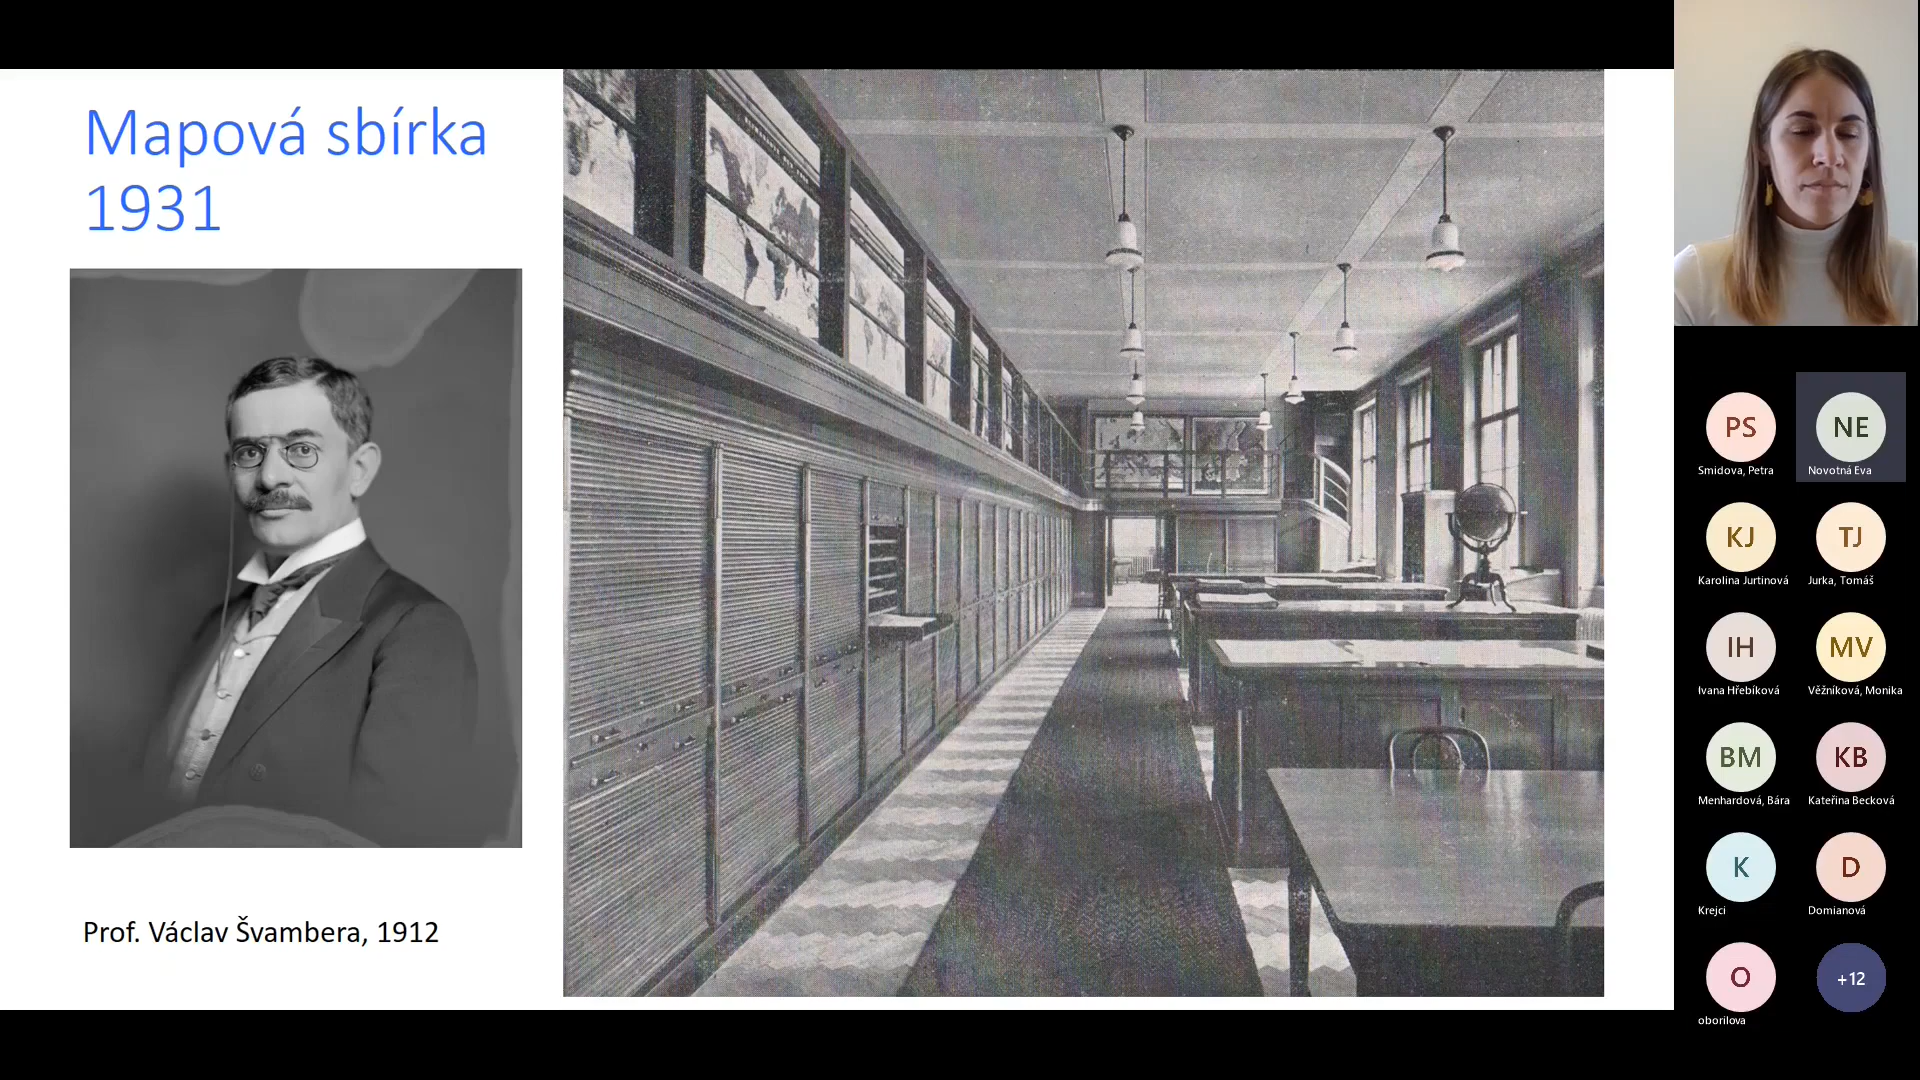 Mapová sbírka
1931
Prof. Václav Švambera, 1912
PS
Smidova, Petra
NE
Novotná Eva
KJ
Karolina Jurtinová
TJ
Jurka, Tomáš
IH
Ivana Hřebíková
MV
Věžníková, Monika
BM
Menhardová, Bára
KB
Kateřina Becková
K
Krejci
D
Domianová
O
oborilova
+12